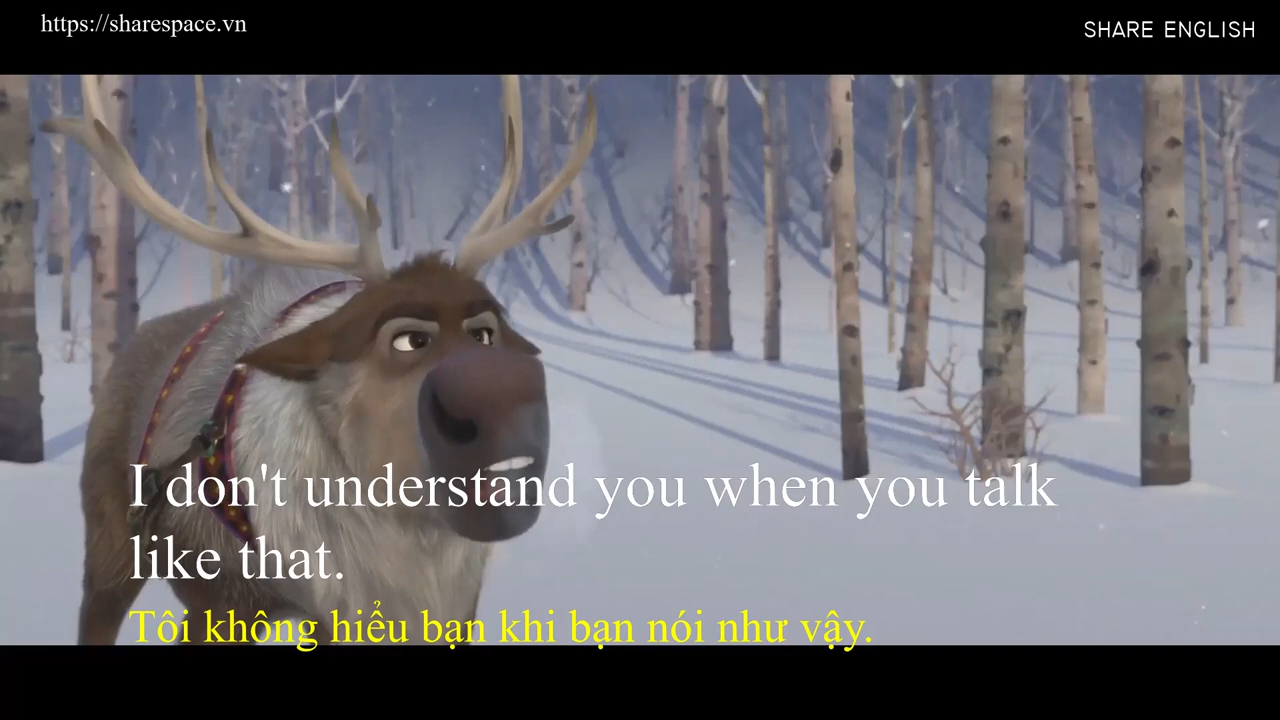 https://sharespace.vn
SHARE ENGLISH
I don't understand you when you talk
like that.
Tôi không hiểu bạn khi bạn nói như vậy.